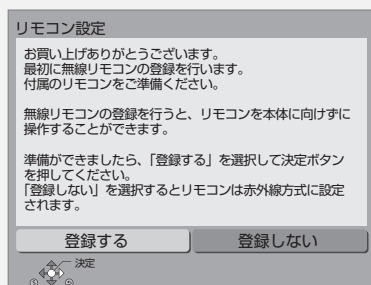 リモコン設定
お買い上げありがとうございます。
最初に無線リモコンの登録を行います。
付属のリモコンをご準備ください。
無線リモコンの登録を行うと、リモコンを本体に向けずに
操作することができます。
準備ができましたら、「登録する」を選択して決定ボタン
を押してください。
「登録しない」を選択するとリモコンは赤外線方式に設定
されます。
登録する
登録しない
決定